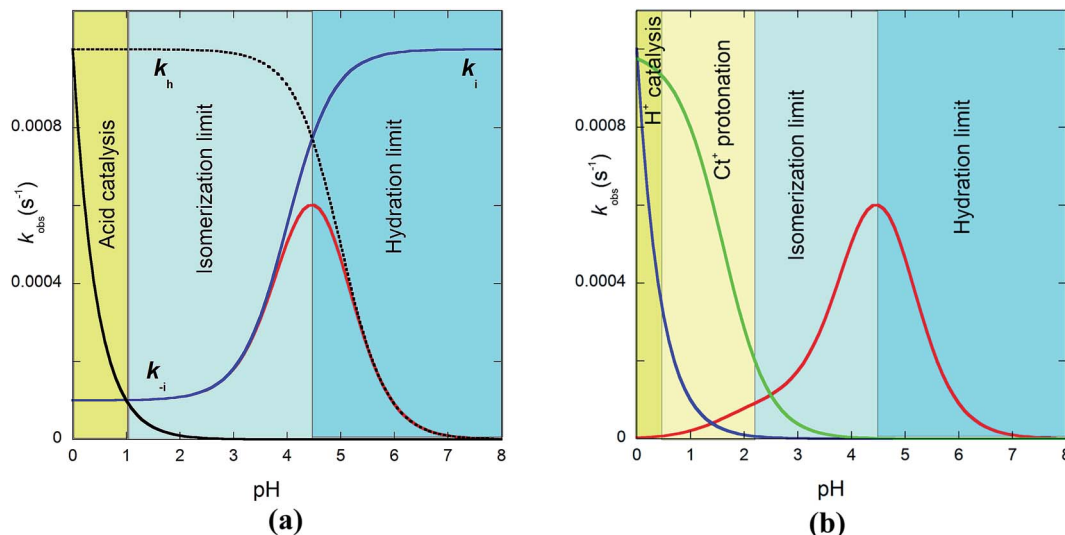 0.0008
0.0004
0
k_obs (s⁻¹)
Acid catalysis
Isomerization limit
Hydration limit
k_h
k_i
k_-i
0 1 2 3 4 5 6 7 8
pH
(a)
0.0008
0.0004
0
k_obs (s⁻¹)
H⁺ catalysis
Ct⁺ protonation
Isomerization limit
Hydration limit
0 1 2 3 4 5 6 7 8
pH
(b)